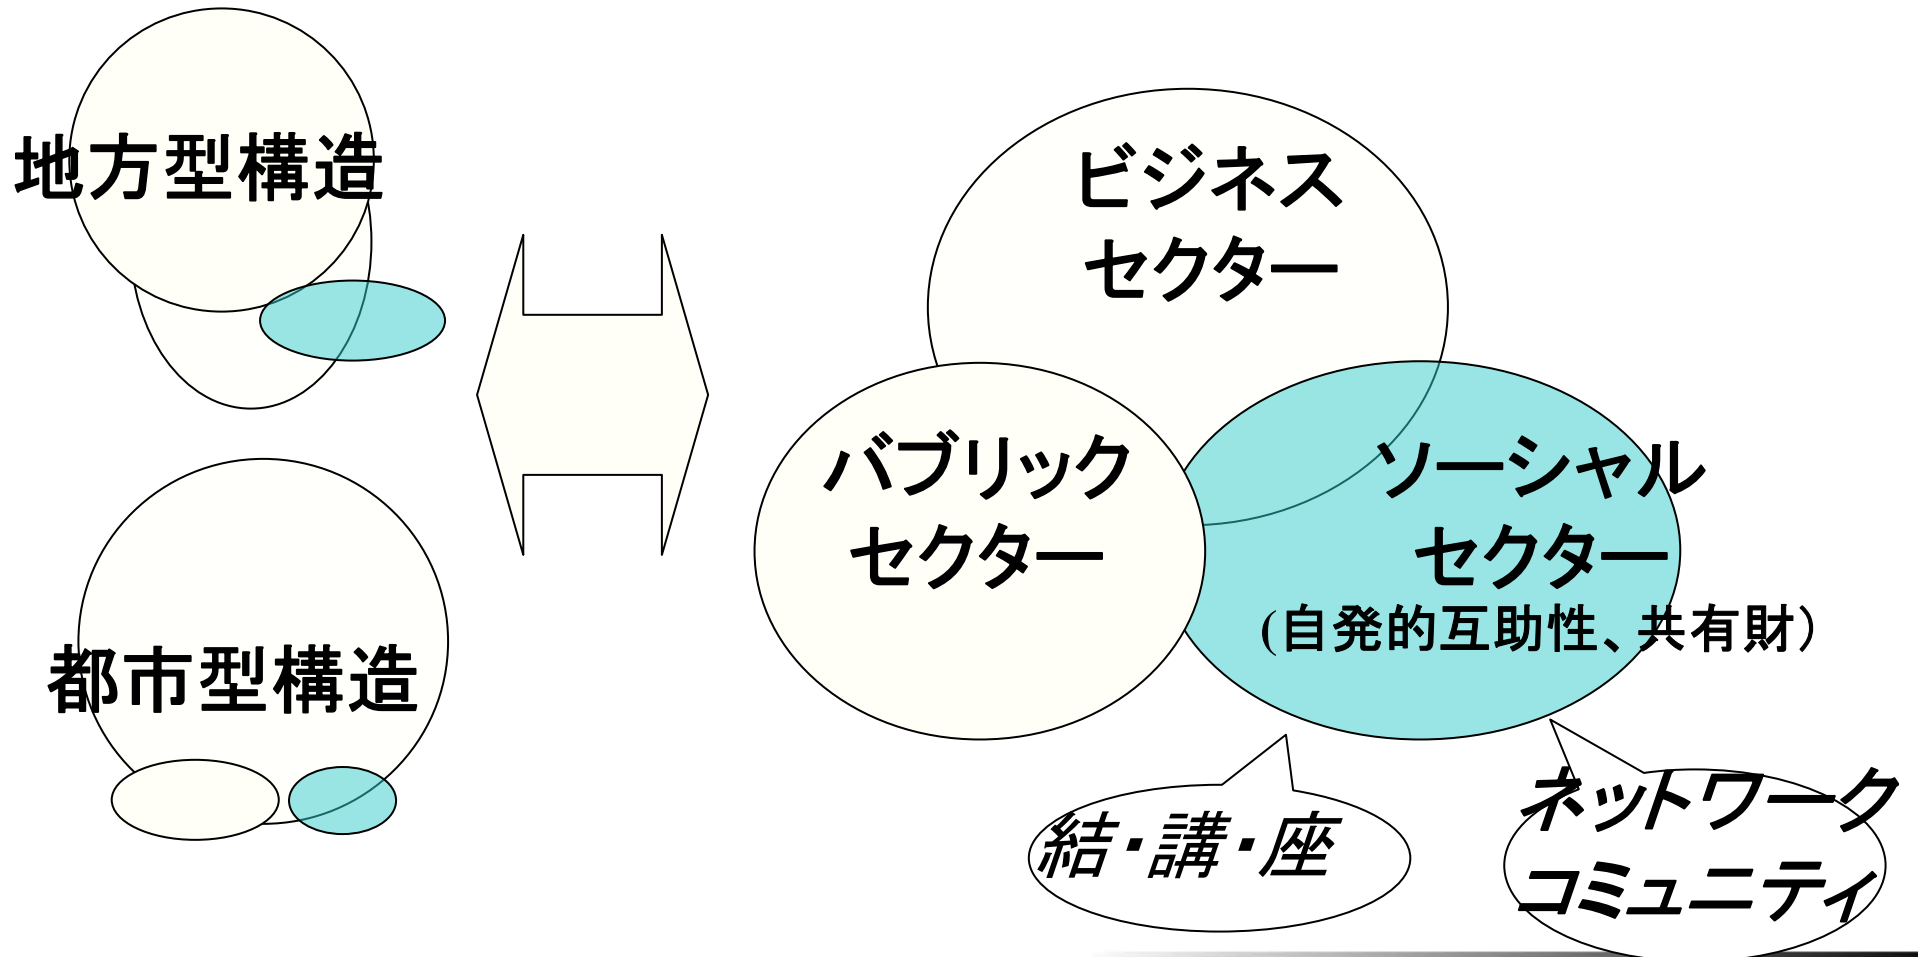 地方型構造
都市型構造
ビジネス
セクター
バブリック
セクター
ソーシャル
セクター
(自発的互助性、共有財）
結・講・座
ネットワーク
コミュニティ